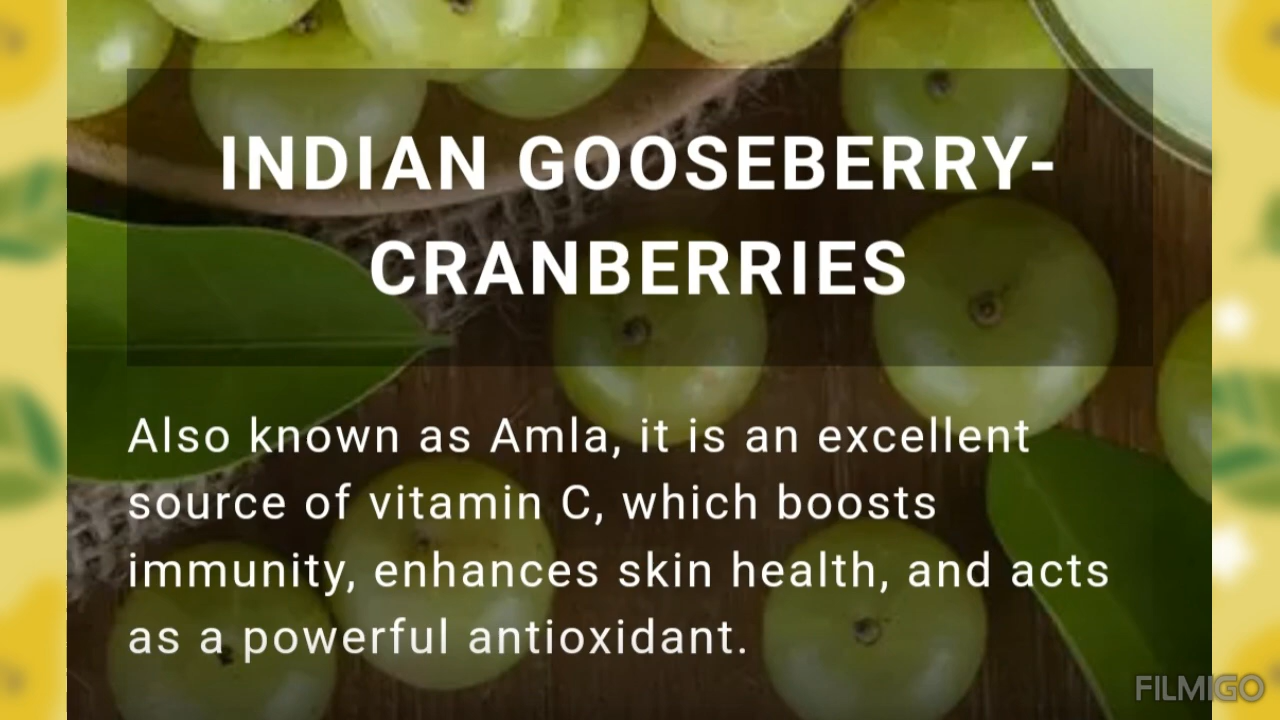 INDIAN GOOSEBERRY-
CRANBERRIES
Also known as Amla, it is an excellent
source of vitamin C, which boosts
immunity, enhances skin health, and acts
as a powerful antioxidant.
FILMIGO